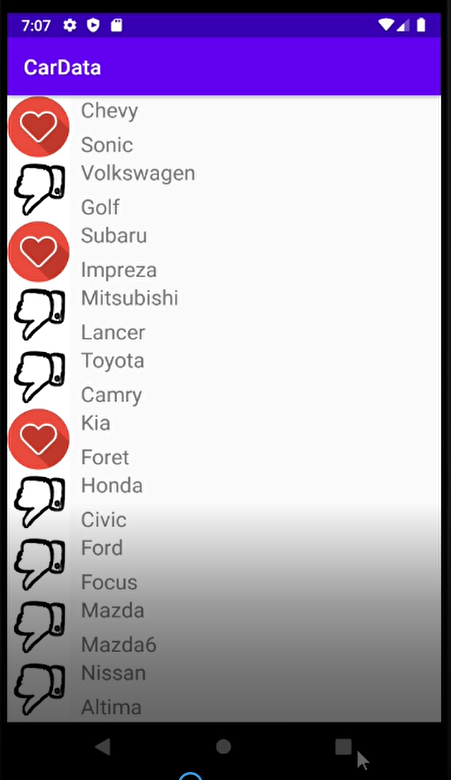 7:07
CarData
Chevy
Sonic
Volkswagen
Golf
Subaru
Impreza
Mitsubishi
Lancer
Toyota
Camry
Kia
Foret
Honda
Civic
Ford
Focus
Mazda
Mazda6
Nissan
Altima